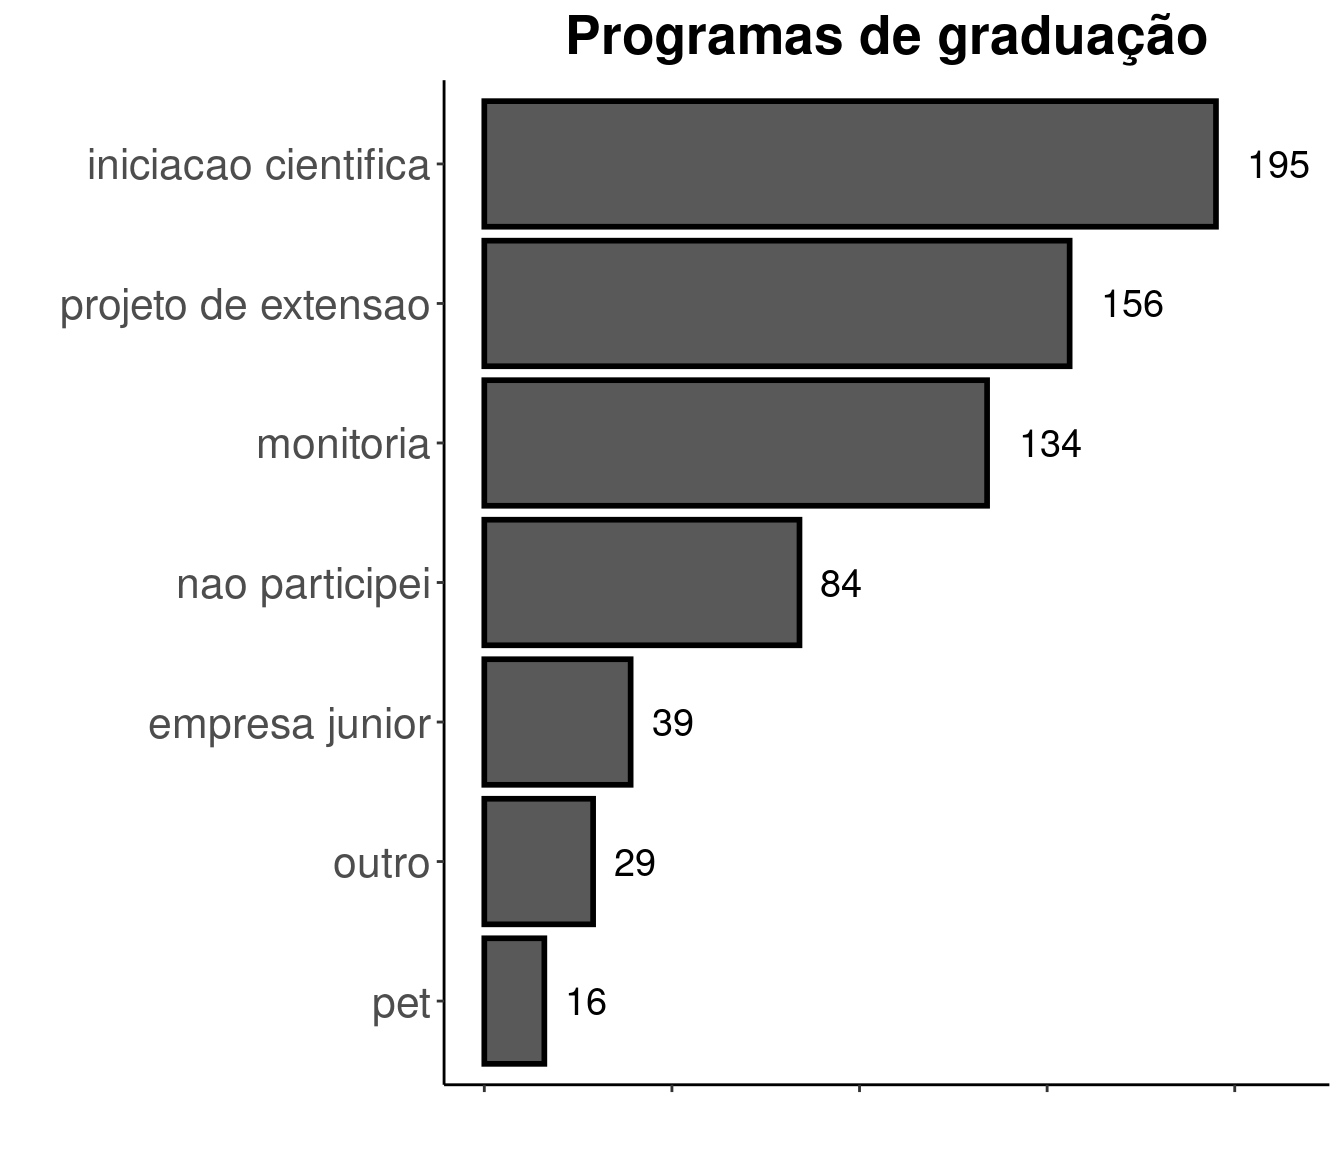 Programas de graduação
iniciacao cientifica 195
projeto de extensao 156
monitoria 134
nao participei 84
empresa junior 39
outro 29
pet 16